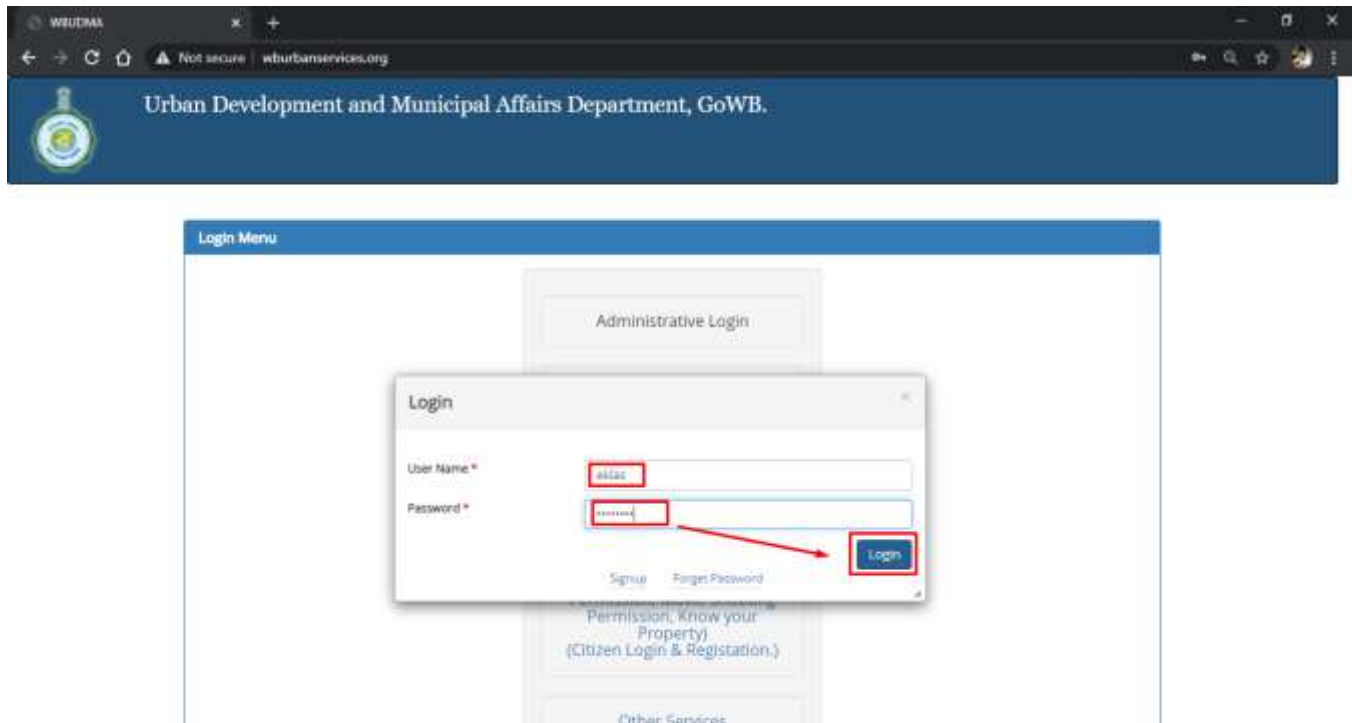 WBUDMA
Not secure | wburbanservices.org
Urban Development and Municipal Affairs Department, GoWB.
Login Menu
Administrative Login
Login
User Name *
eklas
Password *
Login
Signup Forget Password
Permission, Know your
Property)
(Citizen Login & Registation.)
Other Services